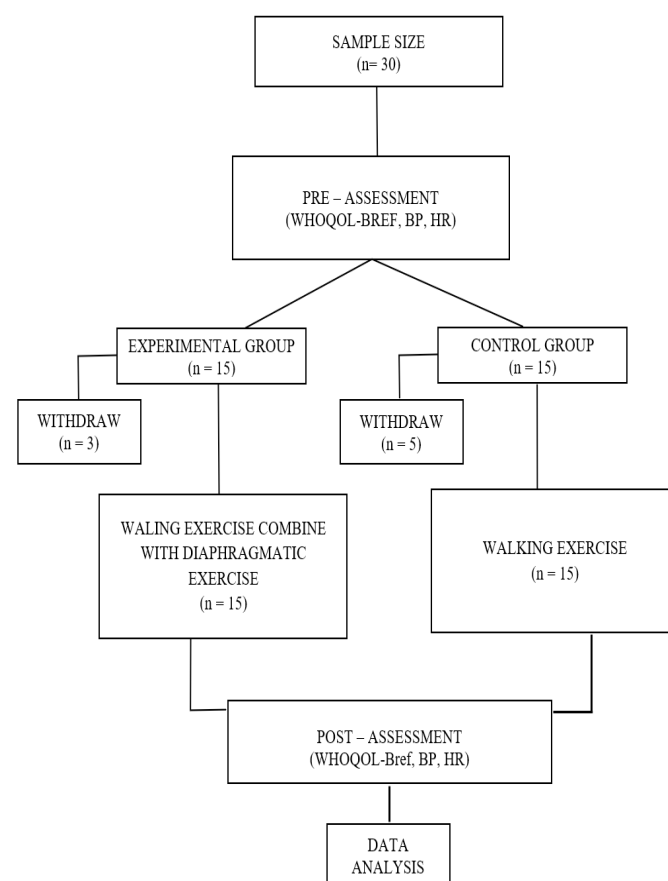 SAMPLE SIZE
(n= 30)
PRE – ASSESSMENT
(WHOQOL-BREF, BP, HR)
EXPERIMENTAL GROUP
(n = 15)
CONTROL GROUP
(n = 15)
WITHDRAW
(n = 3)
WITHDRAW
(n = 5)
WALING EXERCISE COMBINE
WITH DIAPHRAGMATIC
EXERCISE
(n = 15)
WALKING EXERCISE
(n = 15)
POST – ASSESSMENT
(WHOQOL-Bref, BP, HR)
DATA
ANALYSIS